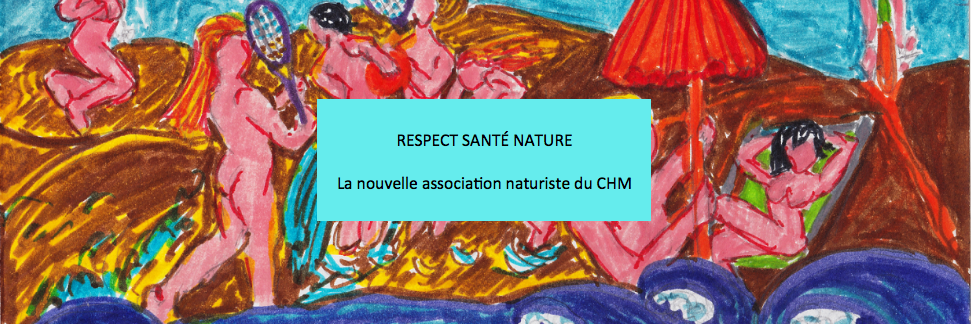 RESPECT SANTÉ NATURE
La nouvelle association naturiste du CHM